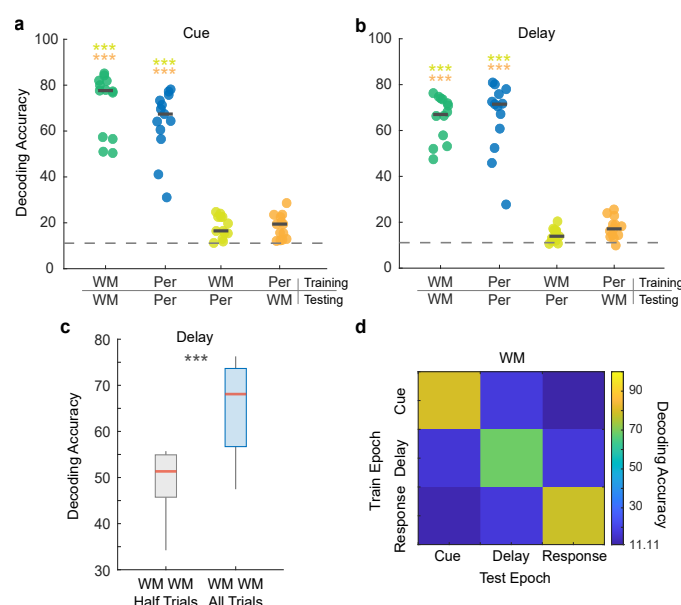 a
Cue
Decoding Accuracy
100
80
60
40
20
0
***
***
***
***
WM Per WM Per Training
WM Per Per WM Testing
b
Delay
100
80
60
40
20
0
***
***
***
***
WM Per WM Per Training
WM Per Per WM Testing
c
Delay
Decoding Accuracy
80
70
60
50
40
30
***
WM WM WM WM
Half Trials All Trials
d
WM
Train Epoch
Cue
Delay
Response
Cue Delay Response
Test Epoch
90
70
50
30
11.11
Decoding Accuracy